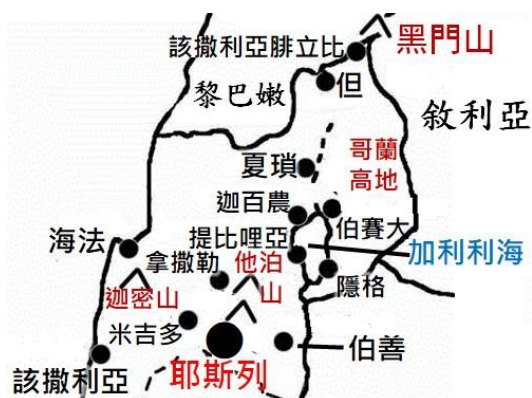 黑門山
該撒利亞腓立比
黎巴嫩
但
敘利亞
夏瑣
哥蘭
高地
迦百農
伯賽大
海法
提比哩亞
加利利海
拿撒勒
他泊
山
隱格
迦密山
米吉多
伯善
耶斯列
該撒利亞